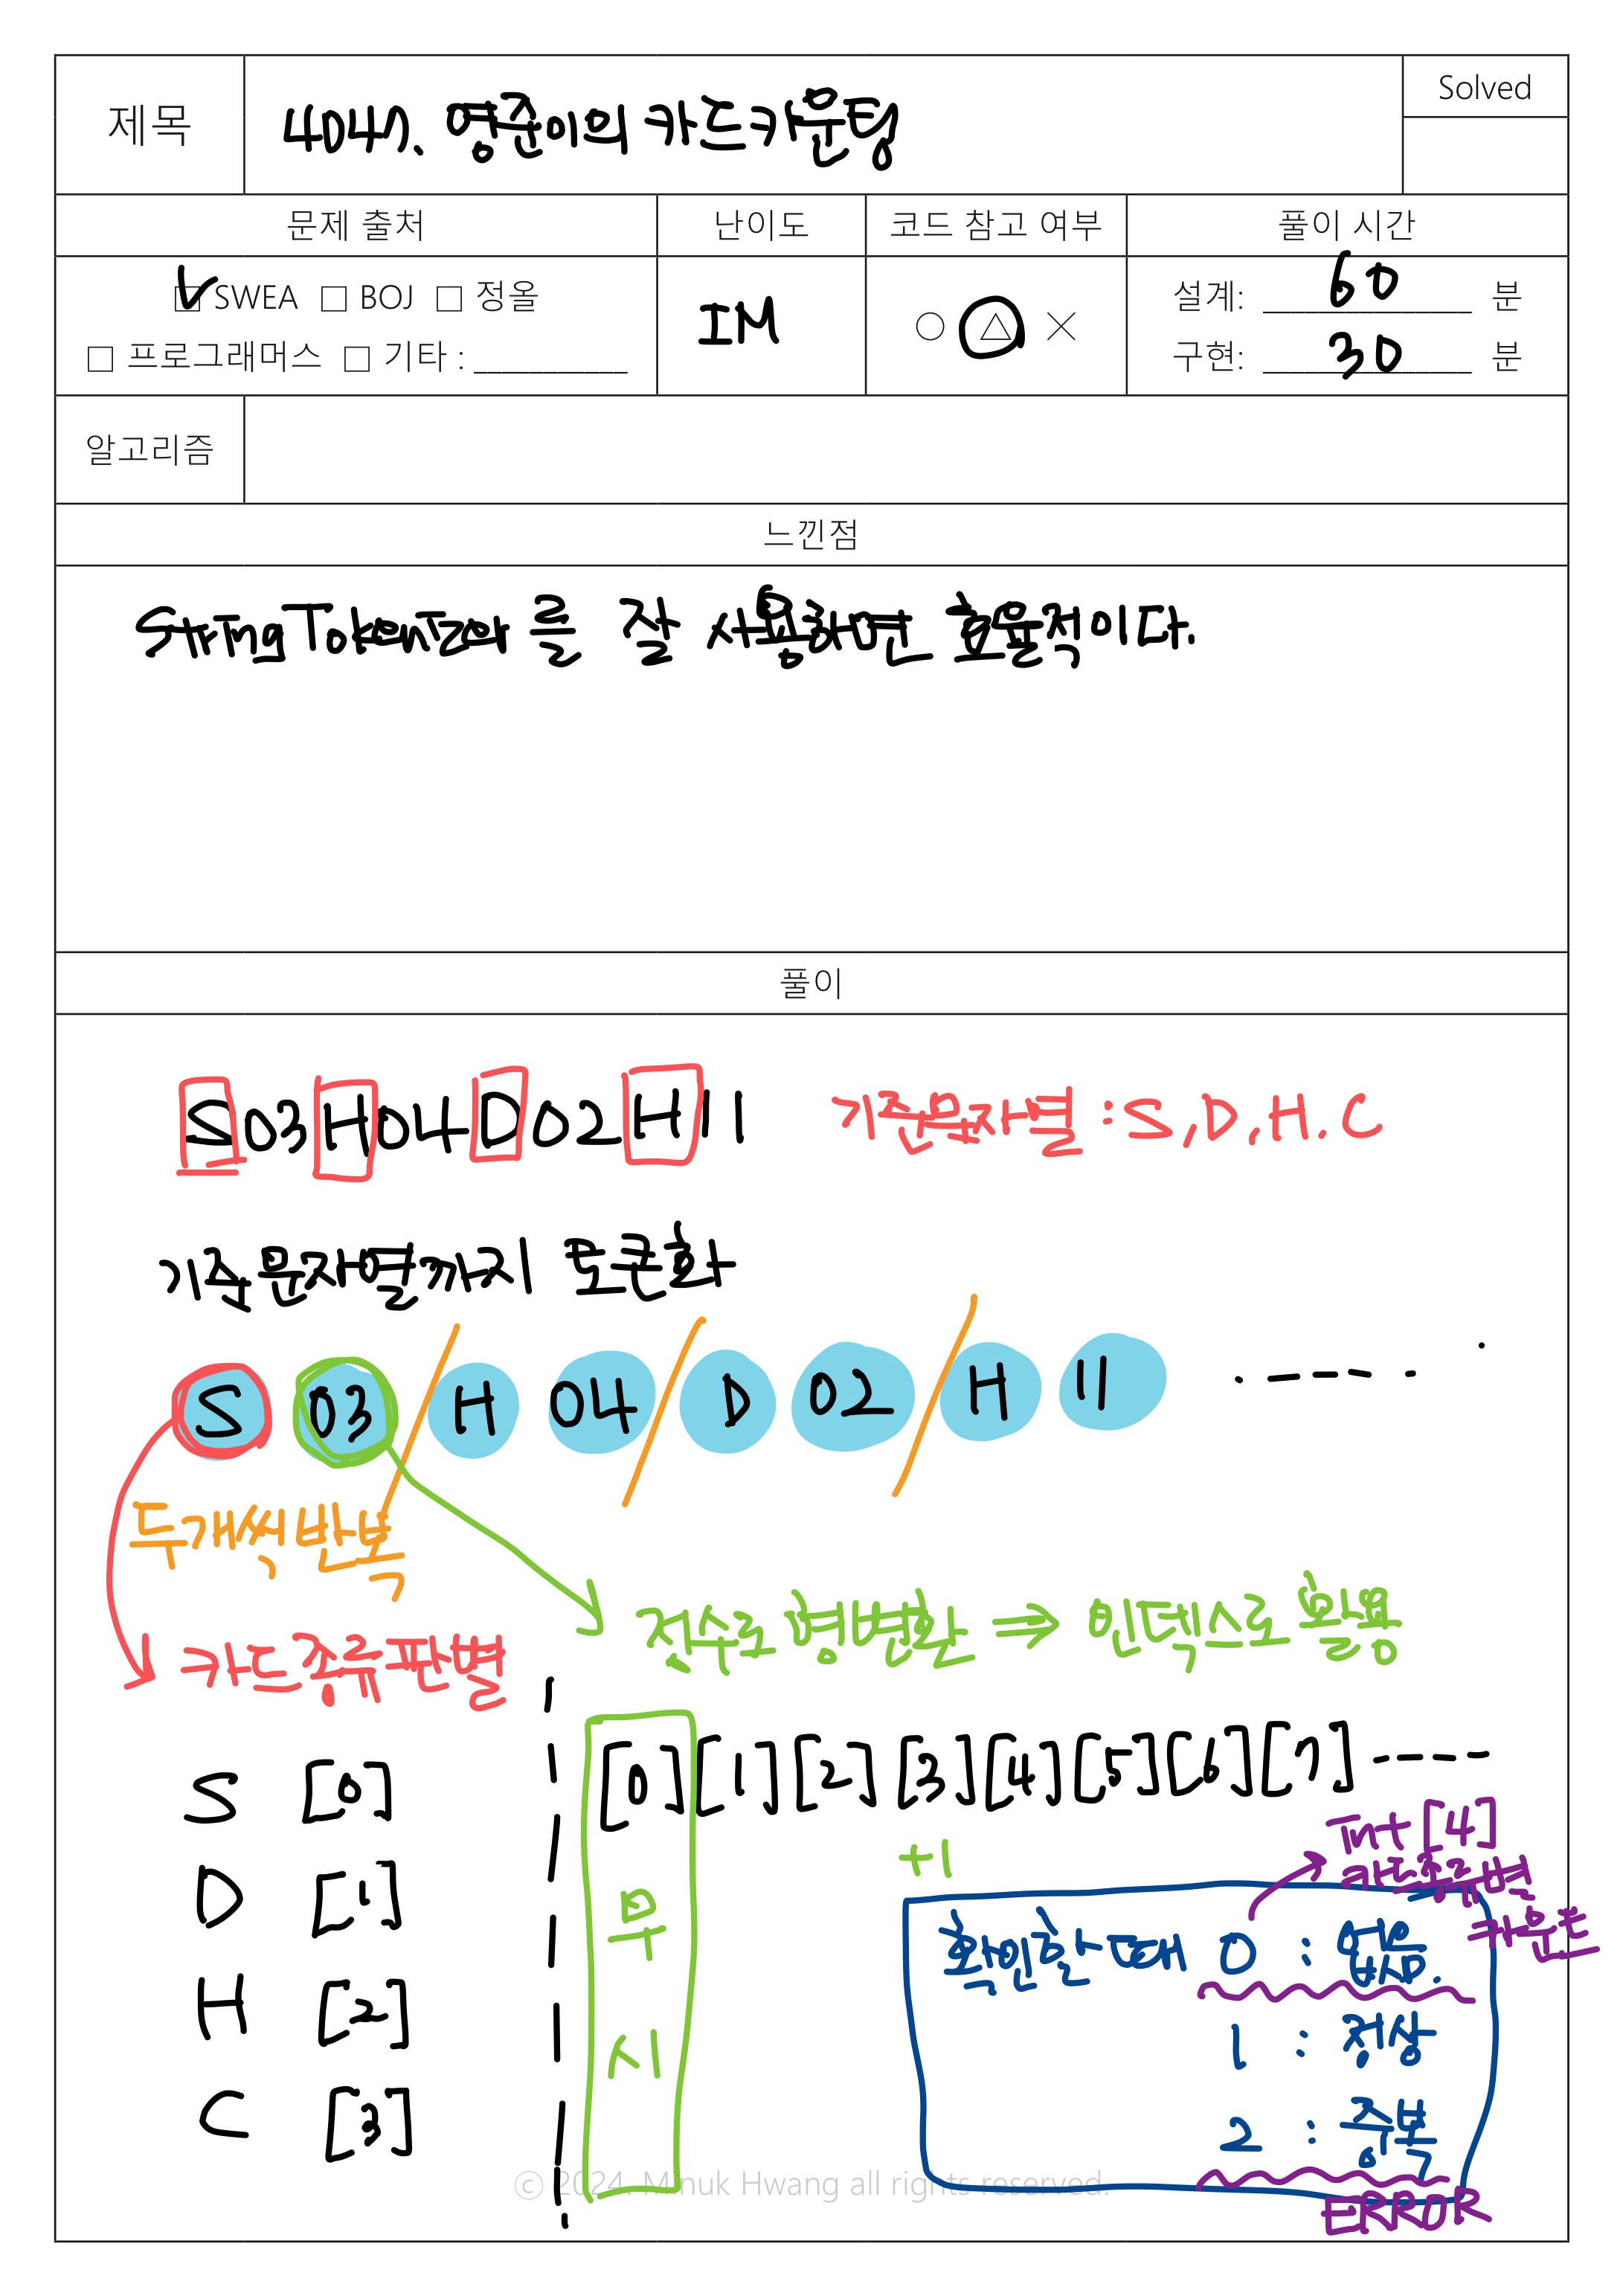 제목
4047. 영준이의 카드카운팅
Solved
문제 출처
난이도
코드 참고 여부
풀이 시간
□ SWEA □ BOJ □ 정올
□ 프로그래머스 □ 기타 : __________
IM
○ △ ×
설계: 60 분
구현: 30 분
알고리즘
느낀점
StringTokenizer를 잘 사용하면 효율적이다.
풀이
S03H04D02H11
기준문자별 : S, D, H, C
기준문자열까지 토큰화
S 03 H 04 D 02 H 11
두개씩 반복
정수로 형변환 ⇒ 인덱스로 활용
카드 종류 판별
S [0]
D [1]
H [2]
C [3]
[0] [1] [2] [3] [4] [5] [6] [7]
무시
+1
int [4]
카드종류별
카운트
확인할 때 0 : 없음.
1 : 정상
2 : 중복
ERROR
© 2024. Minuk Hwang all rights reserved.